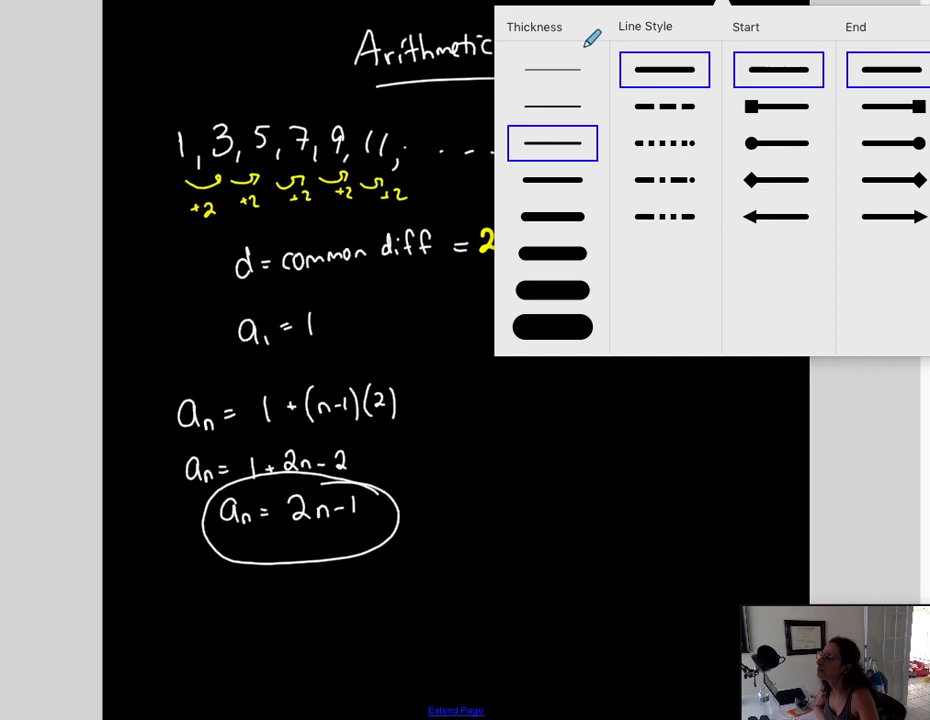 Arithmetic
Thickness
Line Style
Start
End
1, 3, 5, 7, 9, 11, . . .
+2 +2 +2 +2 +2
d = common diff = 2
a₁ = 1
aₙ = 1 + (n-1)(2)
aₙ = 1 + 2n - 2
aₙ = 2n-1
Extend Page